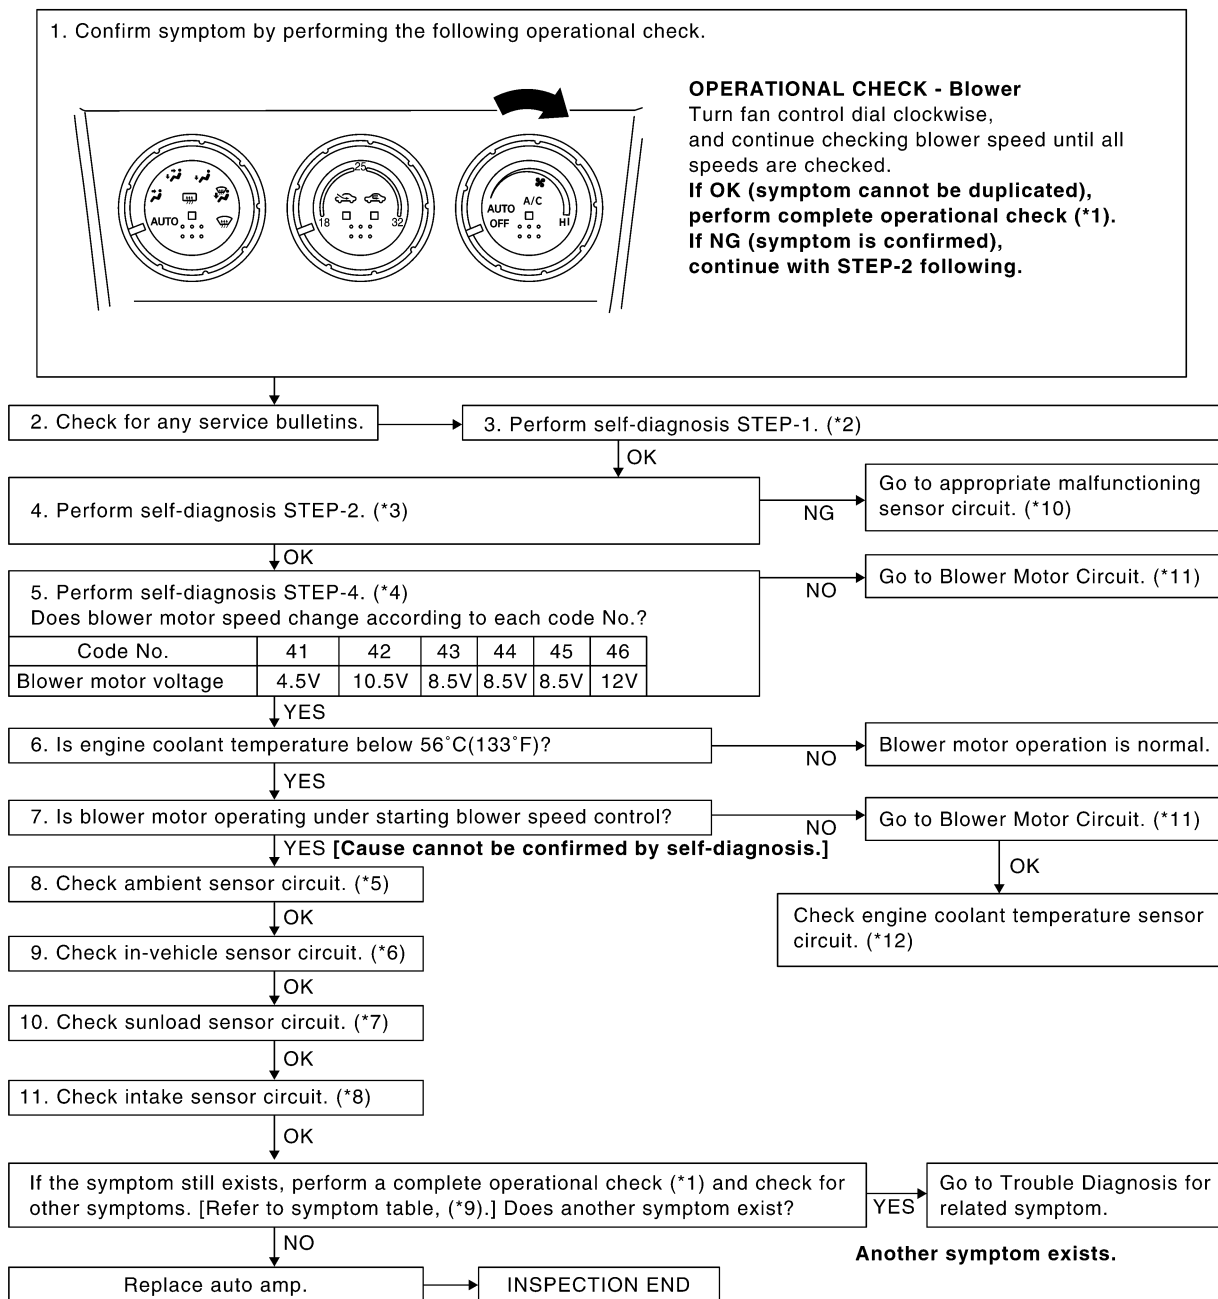 1. Confirm symptom by performing the following operational check.
OPERATIONAL CHECK - Blower
Turn fan control dial clockwise,
and continue checking blower speed until all
speeds are checked.
If OK (symptom cannot be duplicated),
perform complete operational check (*1).
If NG (symptom is confirmed),
continue with STEP-2 following.
AUTO
25
18
32
A/C
AUTO
OFF
HI
2. Check for any service bulletins.
3. Perform self-diagnosis STEP-1. (*2)
OK
4. Perform self-diagnosis STEP-2. (*3)
NG
Go to appropriate malfunctioning
sensor circuit. (*10)
OK
5. Perform self-diagnosis STEP-4. (*4)
Does blower motor speed change according to each code No.?
NO
Go to Blower Motor Circuit. (*11)
Code No. 41 42 43 44 45 46
Blower motor voltage 4.5V 10.5V 8.5V 8.5V 8.5V 12V
YES
6. Is engine coolant temperature below 56˚C(133˚F)?
NO
Blower motor operation is normal.
YES
7. Is blower motor operating under starting blower speed control?
NO
Go to Blower Motor Circuit. (*11)
YES [Cause cannot be confirmed by self-diagnosis.]
OK
Check engine coolant temperature sensor
circuit. (*12)
8. Check ambient sensor circuit. (*5)
OK
9. Check in-vehicle sensor circuit. (*6)
OK
10. Check sunload sensor circuit. (*7)
OK
11. Check intake sensor circuit. (*8)
OK
If the symptom still exists, perform a complete operational check (*1) and check for
other symptoms. [Refer to symptom table, (*9).] Does another symptom exist?
YES
Go to Trouble Diagnosis for
related symptom.
Another symptom exists.
NO
Replace auto amp.
INSPECTION END